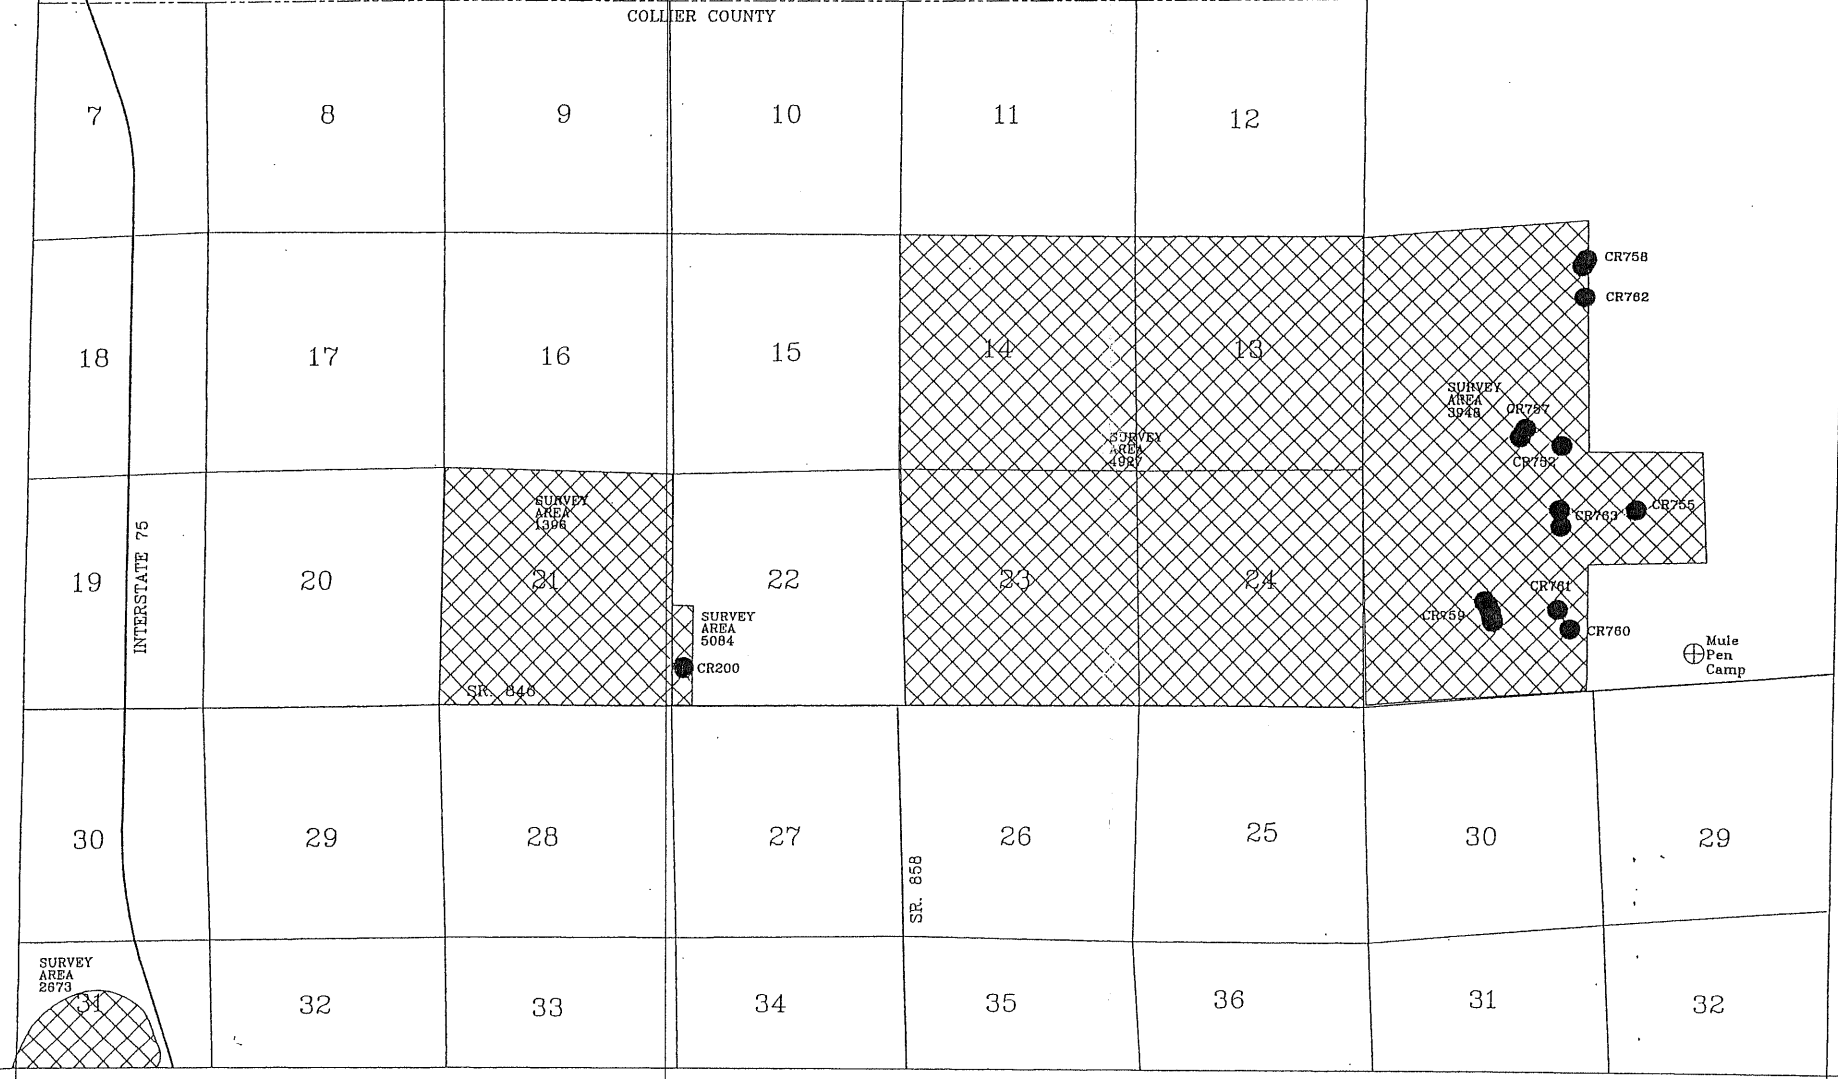 COLLIER COUNTY
7
8
9
10
11
12
CR758
CR762
18
17
16
15
14
13
SURVEY
AREA
3948
CR757
CR752
SURVEY
AREA
4927
SURVEY
AREA
1396
CR755
CR763
INTERSTATE 75
19
20
21
22
23
24
CR761
SURVEY
AREA
5084
CR759
CR760
Mule
Pen
Camp
CR200
SR. 846
30
29
28
27
26
25
30
29
SR. 858
SURVEY
AREA
2673
31
32
33
34
35
36
31
32